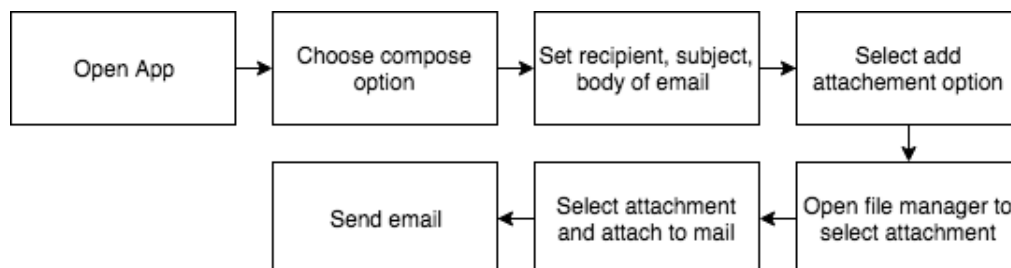 Open App
Choose compose
option
Set recipient, subject,
body of email
Select add
attachement option
Open file manager to
select attachment
Select attachment
and attach to mail
Send email